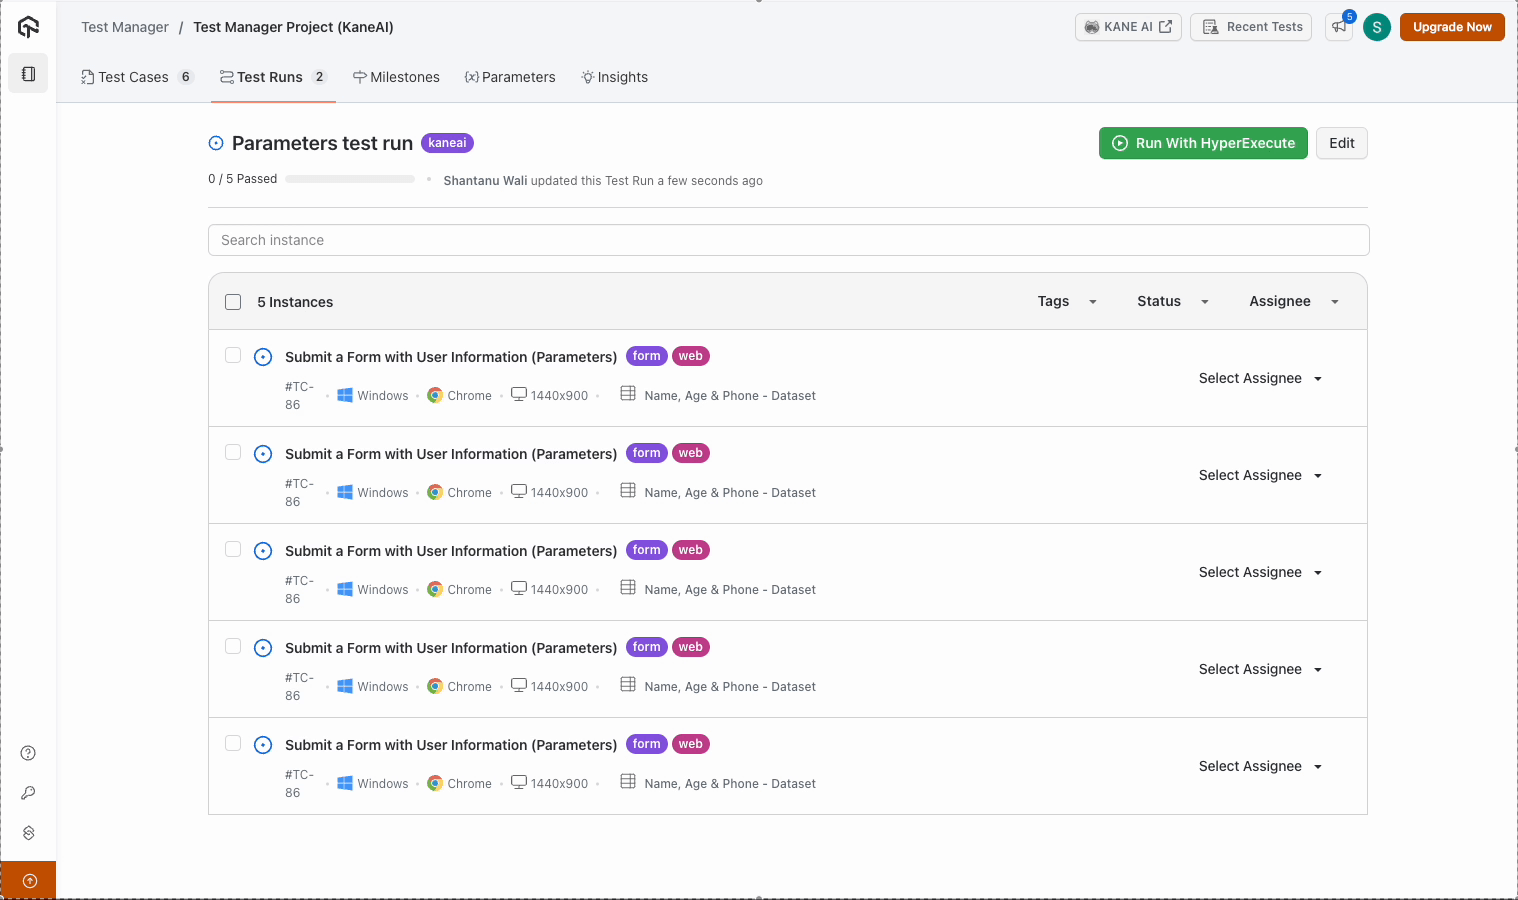 Test Manager / Test Manager Project (KaneAI)
KANE AI
Recent Tests
5
S
Upgrade Now
Test Cases 6
Test Runs 2
Milestones
{x} Parameters
Insights
Parameters test run kaneai
Run With HyperExecute
Edit
0 / 5 Passed
Shantanu Wali updated this Test Run a few seconds ago
Search instance
5 Instances
Tags
Status
Assignee
Submit a Form with User Information (Parameters) form web
#TC-
86
Windows
Chrome
1440x900
Name, Age & Phone - Dataset
Select Assignee
Submit a Form with User Information (Parameters) form web
#TC-
86
Windows
Chrome
1440x900
Name, Age & Phone - Dataset
Select Assignee
Submit a Form with User Information (Parameters) form web
#TC-
86
Windows
Chrome
1440x900
Name, Age & Phone - Dataset
Select Assignee
Submit a Form with User Information (Parameters) form web
#TC-
86
Windows
Chrome
1440x900
Name, Age & Phone - Dataset
Select Assignee
Submit a Form with User Information (Parameters) form web
#TC-
86
Windows
Chrome
1440x900
Name, Age & Phone - Dataset
Select Assignee